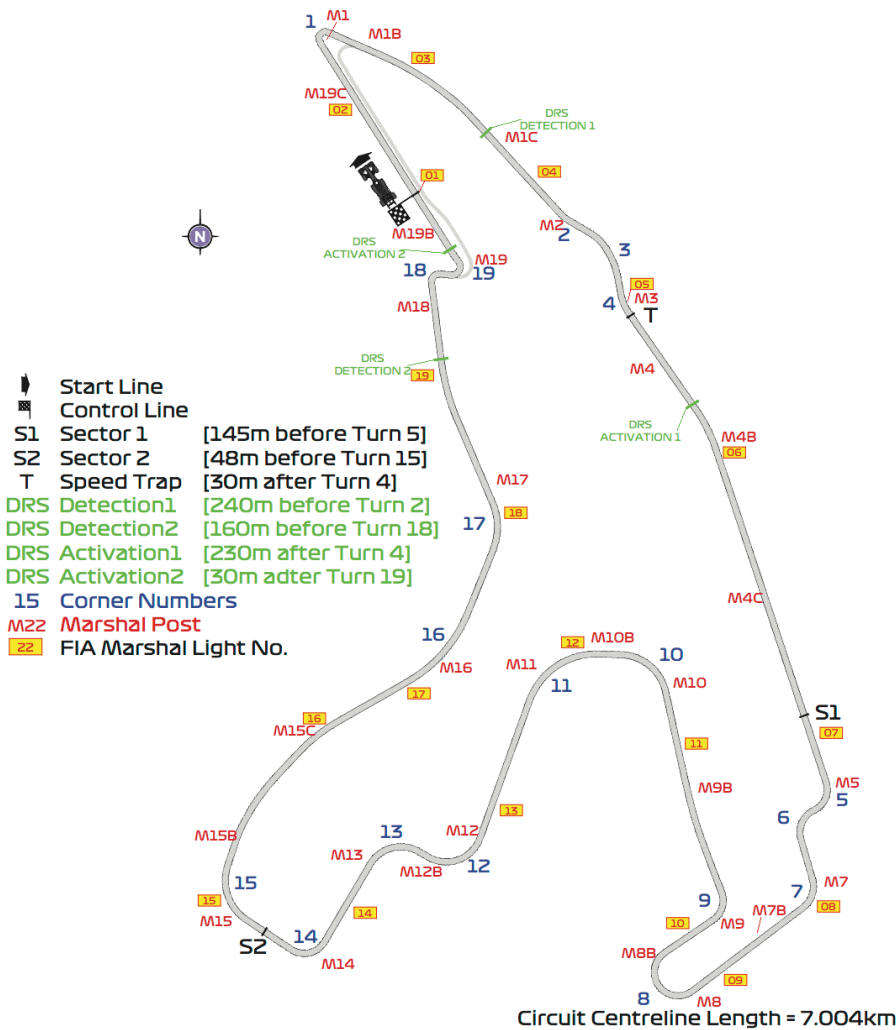 1
M1
M1B
03
M19C
02
DRS
DETECTION 1
M1C
01
04
M19B
M2
2
N
DRS
ACTIVATION 2
3
18
19
M19
05
4
M3
M18
T
DRS
DETECTION 2
19
M4
Start Line
Control Line
S1 Sector 1 [145m before Turn 5]
S2 Sector 2 [48m before Turn 15]
T Speed Trap [30m after Turn 4]
DRS Detection1 [240m before Turn 2]
DRS Detection2 [160m before Turn 18]
DRS Activation1 [230m after Turn 4]
DRS Activation2 [30m adter Turn 19]
15 Corner Numbers
M22 Marshal Post
22 FIA Marshal Light No.
DRS
ACTIVATION 1
M4B
06
M17
18
17
M4C
16
M16
17
12
M10B
10
M11
11
M10
16
M15C
S1
07
11
M5
M9B
5
13
6
M15B
M12
13
M13
M12B
12
15
15
M15
14
14
S2
M14
9
M9
10
M7
7
08
M7B
M8B
09
8
M8
Circuit Centreline Length = 7.004km